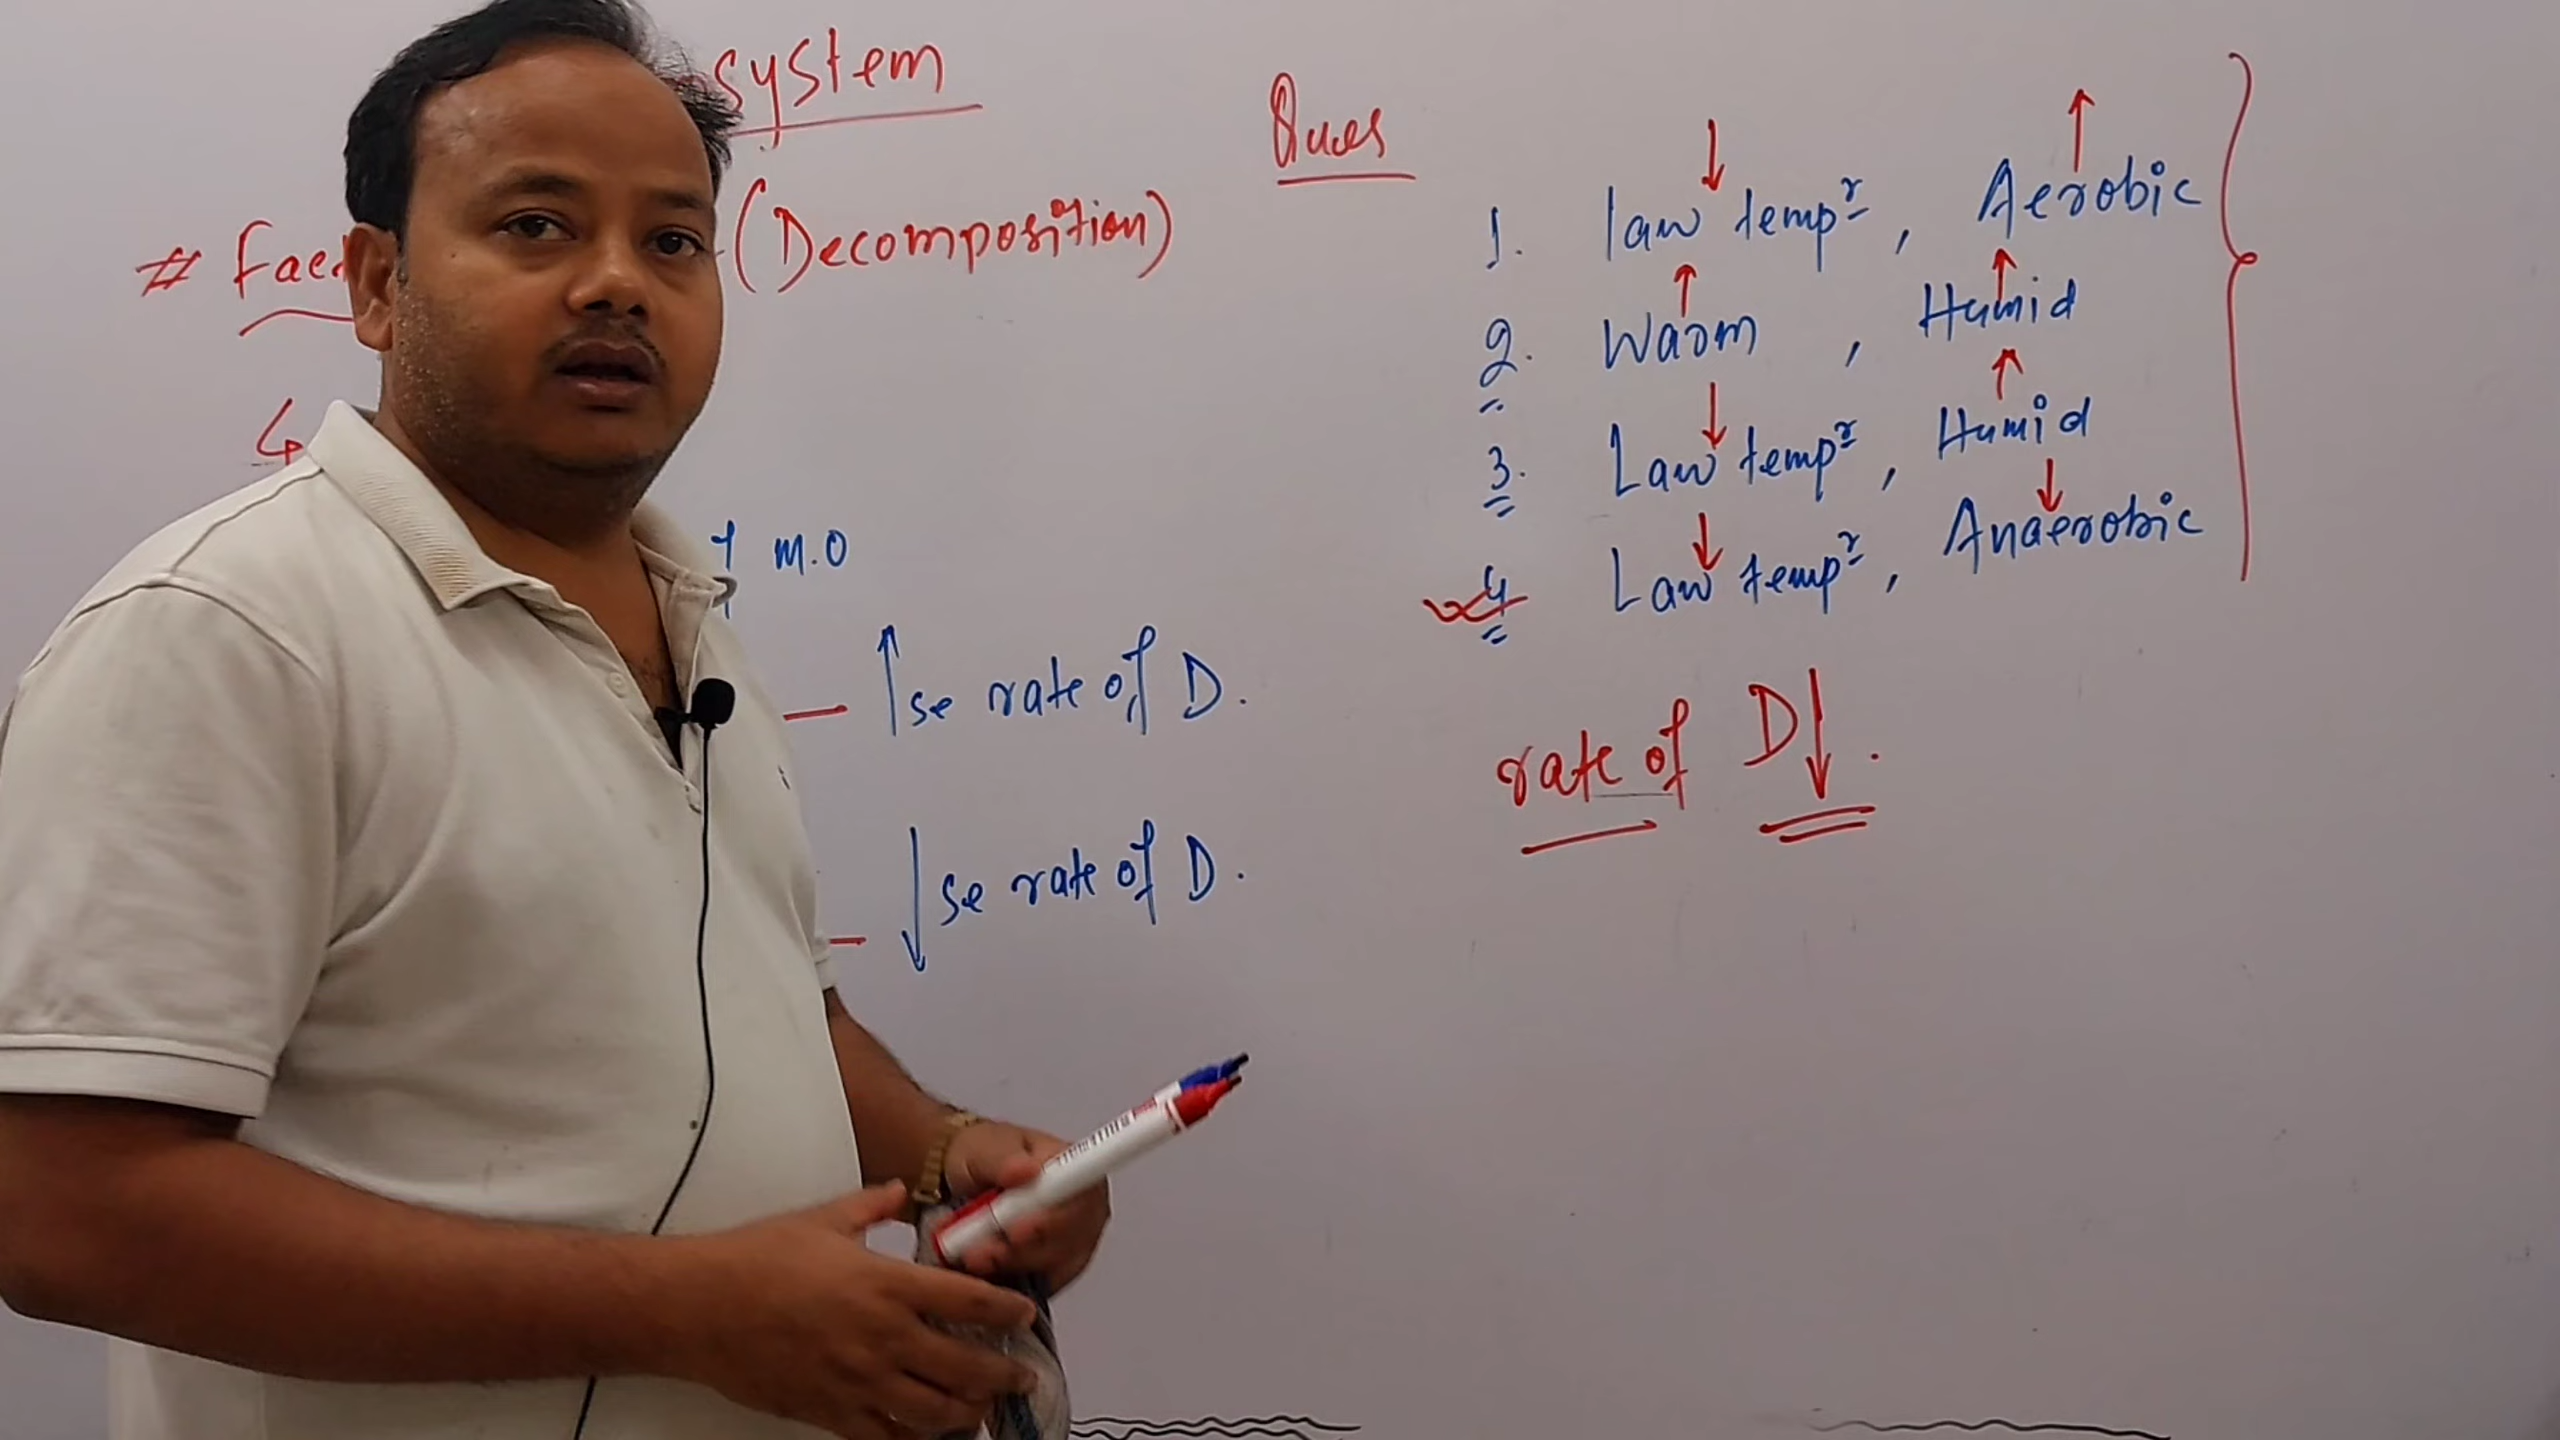 system
# Fac
(Decomposition)
m.o
↑se rate of D.
↓se rate of D.
Ques
1. law temp^r, Aerobic
2. Warm, Humid
3. Law temp^r, Humid
4 Law temp^r, Anaerobic
rate of D↓.